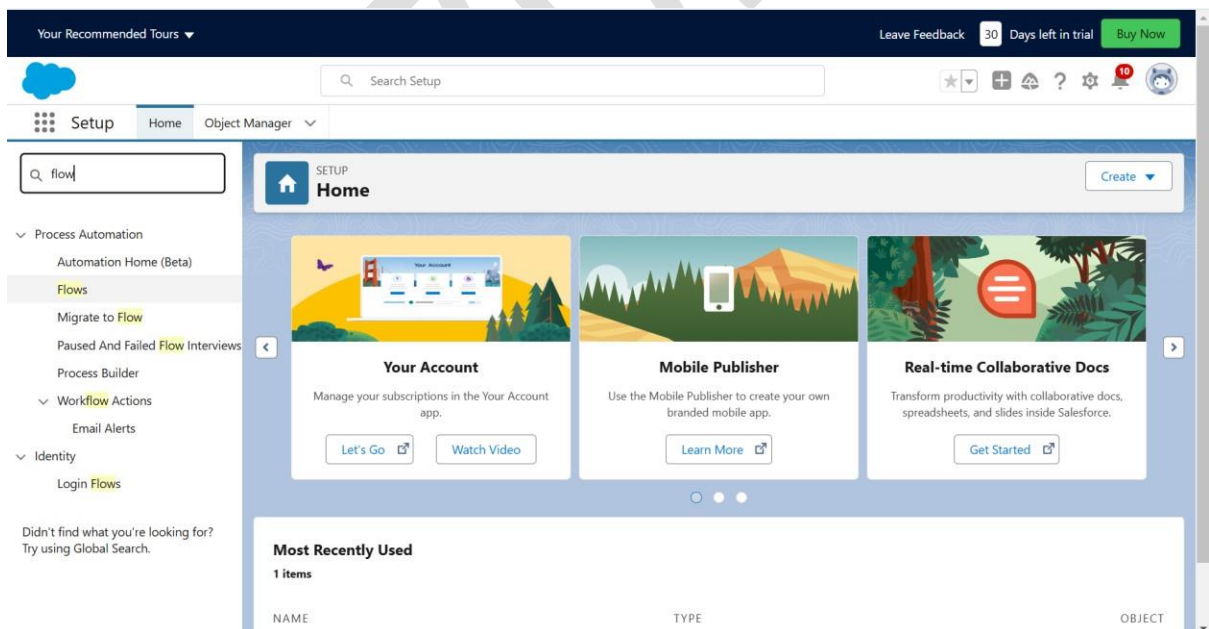 Your Recommended Tours
Leave Feedback 30 Days left in trial Buy Now
Search Setup
10
Setup Home Object Manager
flow
SETUP
Home
Create
Process Automation
Automation Home (Beta)
Flows
Migrate to Flow
Paused And Failed Flow Interviews
Process Builder
Workflow Actions
Email Alerts
Identity
Login Flows
Didn't find what you're looking for?
Try using Global Search.
Your Account
Your Account
Manage your subscriptions in the Your Account
app.
Let's Go Watch Video
Mobile Publisher
Use the Mobile Publisher to create your own
branded mobile app.
Learn More
Real-time Collaborative Docs
Transform productivity with collaborative docs,
spreadsheets, and slides inside Salesforce.
Get Started
Most Recently Used
1 items
NAME TYPE OBJECT